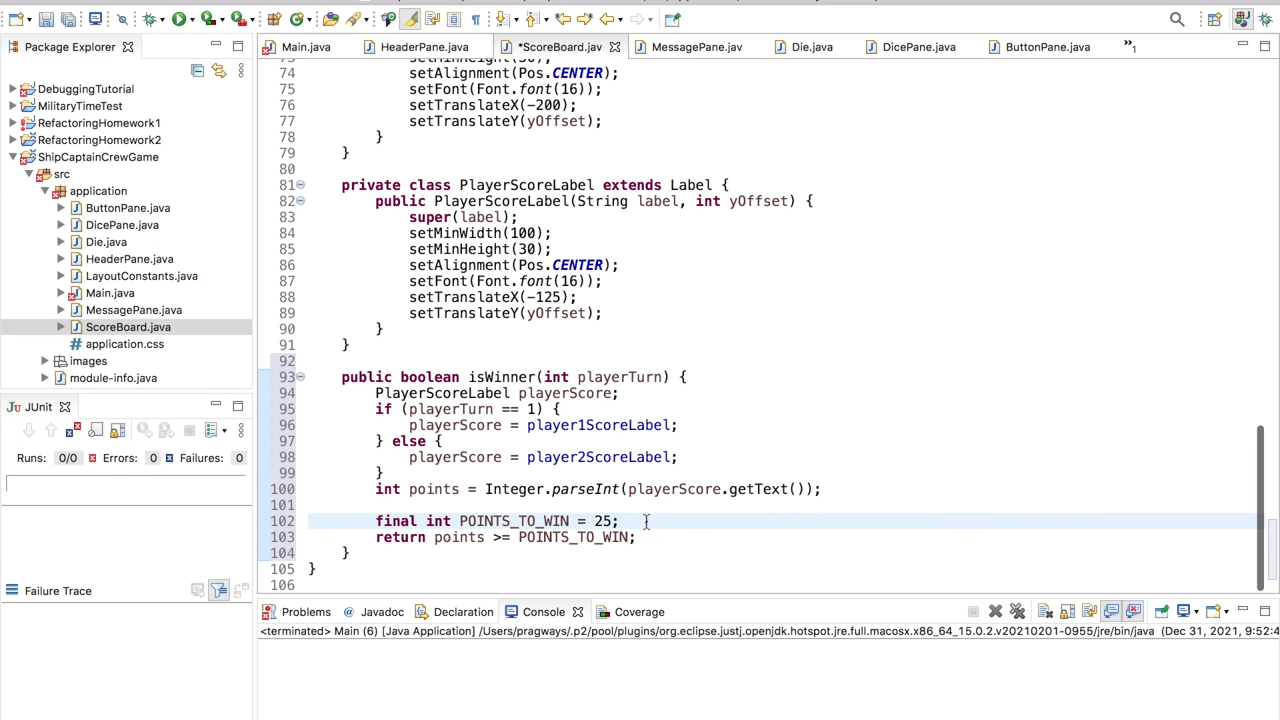 Package Explorer
Main.java
HeaderPane.java
*ScoreBoard.jav
MessagePane.jav
Die.java
DicePane.java
ButtonPane.java
»1
DebuggingTutorial
MilitaryTimeTest
RefactoringHomework1
RefactoringHomework2
ShipCaptainCrewGame
src
application
ButtonPane.java
DicePane.java
Die.java
HeaderPane.java
LayoutConstants.java
Main.java
MessagePane.java
ScoreBoard.java
application.css
images
module-info.java
74 setAlignment(Pos.CENTER);
75 setFont(Font.font(16));
76 setTranslateX(-200);
77 setTranslateY(yOffset);
78 }
79 }
80
81 private class PlayerScoreLabel extends Label {
82 public PlayerScoreLabel(String label, int yOffset) {
83 super(label);
84 setMinWidth(100);
85 setMinHeight(30);
86 setAlignment(Pos.CENTER);
87 setFont(Font.font(16));
88 setTranslateX(-125);
89 setTranslateY(yOffset);
90 }
91 }
92
93 public boolean isWinner(int playerTurn) {
94 PlayerScoreLabel playerScore;
95 if (playerTurn == 1) {
96 playerScore = player1ScoreLabel;
97 } else {
98 playerScore = player2ScoreLabel;
99 }
100 int points = Integer.parseInt(playerScore.getText());
101
102 final int POINTS_TO_WIN = 25;
103 return points >= POINTS_TO_WIN;
104 }
105 }
106
JUnit
Runs: 0/0 Errors: 0 Failures: 0
Failure Trace
Problems
@ Javadoc
Declaration
Console
Coverage
<terminated> Main (6) [Java Application] /Users/pragways/.p2/pool/plugins/org.eclipse.justj.openjdk.hotspot.jre.full.macosx.x86_64_15.0.2.v20210201-0955/jre/bin/java (Dec 31, 2021, 9:52:4